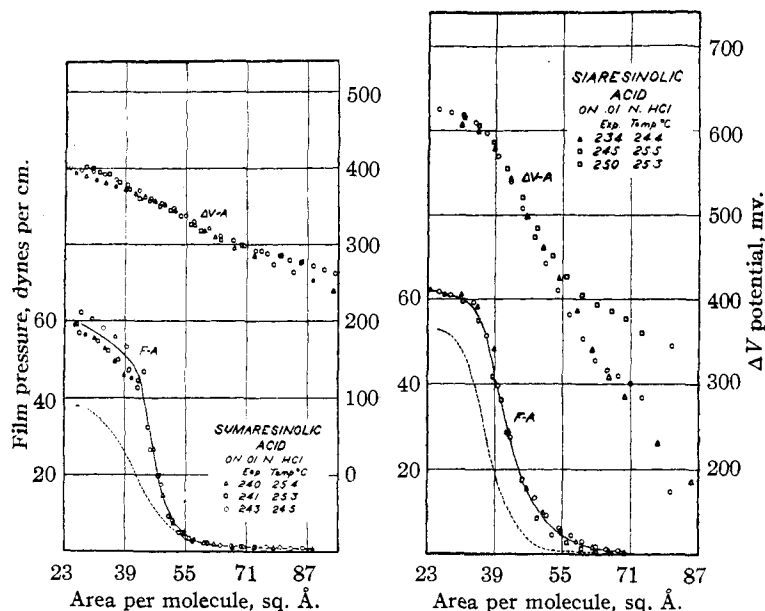 Film pressure, dynes per cm.
60
40
20
500
400
300
200
100
0
ΔV-A
F-A
SUMARESINOLIC
ACID
ON .01 N. HCl
Exp. Temp °C
▲ 240 25.4
□ 241 25.3
○ 243 24.5
23 39 55 71 87
Area per molecule, sq. Å.
60
40
20
700
600
500
400
300
200
ΔV potential, mv.
SIARESINOLIC
ACID
ON .01 N. HCl
Exp. Temp °C
▲ 234 24.4
□ 245 25.5
□ 250 25.3
ΔV-A
F-A
23 39 55 71 87
Area per molecule, sq. Å.